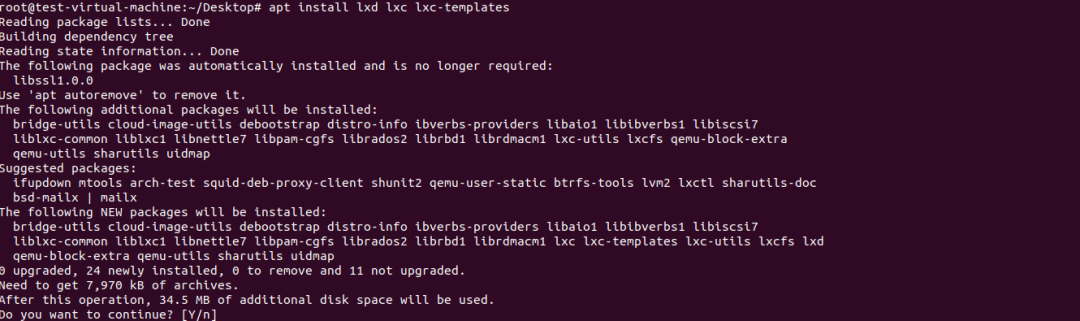 root@test-virtual-machine:~/Desktop# apt install lxd lxc lxc-templates
Reading package lists... Done
Building dependency tree
Reading state information... Done
The following package was automatically installed and is no longer required:
  libssl1.0.0
Use 'apt autoremove' to remove it.
The following additional packages will be installed:
  bridge-utils cloud-image-utils debootstrap distro-info ibverbs-providers libaio1 libibverbs1 libiscsi7
  liblxc-common liblxc1 libnettle7 libpam-cgfs librados2 librbd1 librdmacm1 lxc-utils lxcfs qemu-block-extra
  qemu-utils sharutils uidmap
Suggested packages:
  ifupdown mtools arch-test squid-deb-proxy-client shunit2 qemu-user-static btrfs-tools lvm2 lxctl sharutils-doc
  bsd-mailx | mailx
The following NEW packages will be installed:
  bridge-utils cloud-image-utils debootstrap distro-info ibverbs-providers libaio1 libibverbs1 libiscsi7
  liblxc-common liblxc1 libnettle7 libpam-cgfs librados2 librbd1 librdmacm1 lxc lxc-templates lxc-utils lxcfs lxd
  qemu-block-extra qemu-utils sharutils uidmap
0 upgraded, 24 newly installed, 0 to remove and 11 not upgraded.
Need to get 7,970 kB of archives.
After this operation, 34.5 MB of additional disk space will be used.
Do you want to continue? [Y/n]